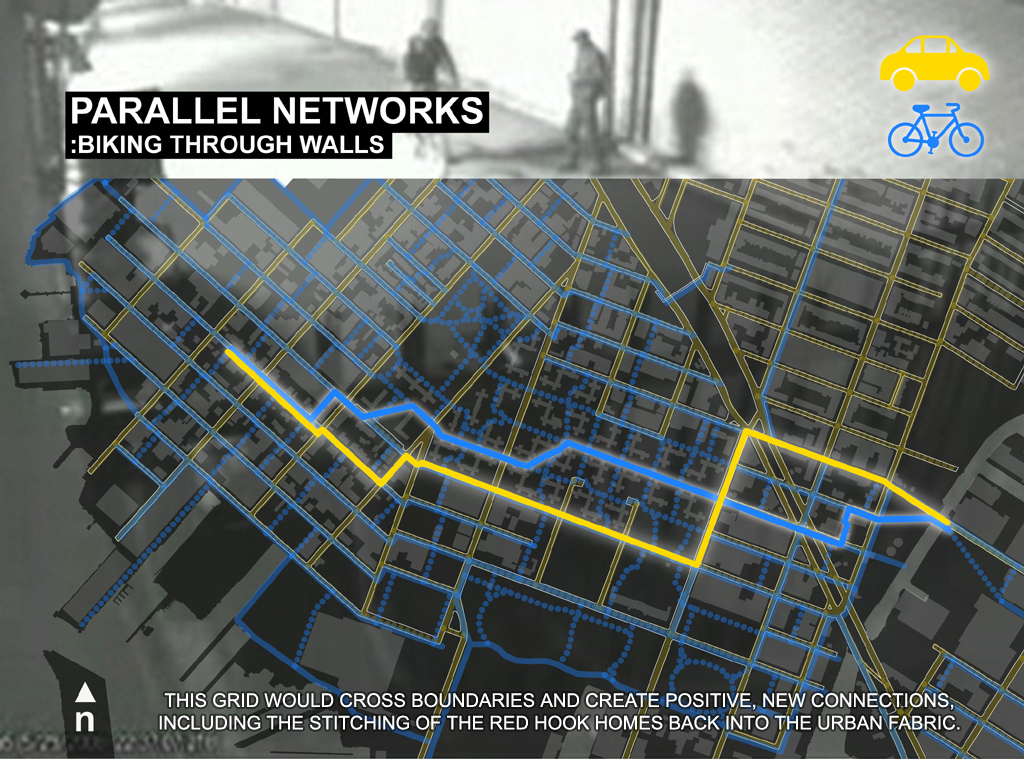 PARALLEL NETWORKS
:BIKING THROUGH WALLS
n
THIS GRID WOULD CROSS BOUNDARIES AND CREATE POSITIVE, NEW CONNECTIONS,
INCLUDING THE STITCHING OF THE RED HOOK HOMES BACK INTO THE URBAN FABRIC.